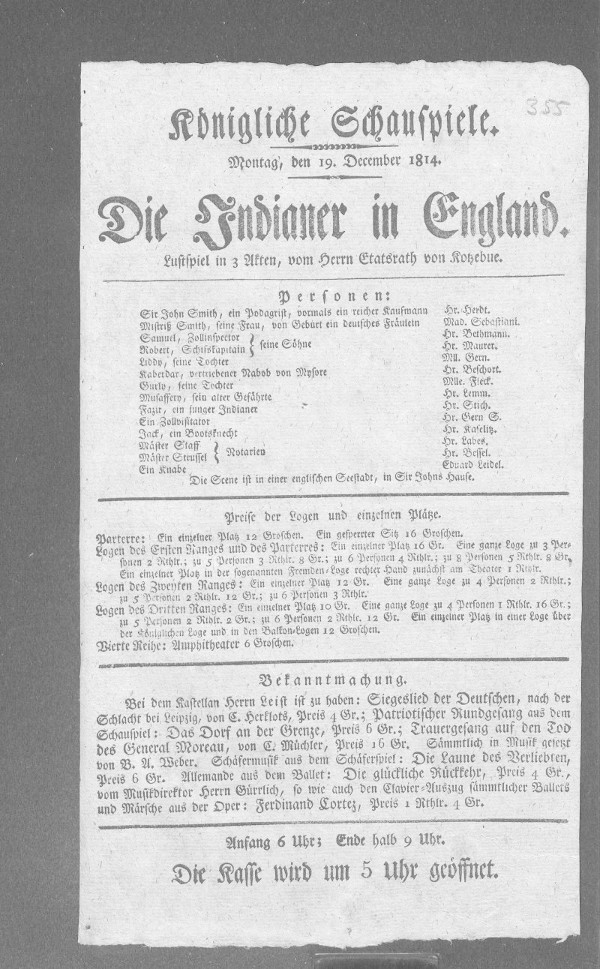 355
Königliche Schauspiele.
Montag, den 19. December 1814.
Die Indianer in England.
Lustspiel in 3 Akten, vom Herrn Etatsrath von Kotzebue.
Personen:
Sir John Smith, ein Podagrist, vormals ein reicher Kaufmann Hr. Herdt.
Mistriß Smith, seine Frau, von Geburt ein deutsches Fräulein Mad. Sebastiani.
Samuel, Zollinspector } seine Söhne Hr. Bethmann.
Robert, Schifskapitain Hr. Maurer.
Liddy, seine Tochter Mll. Gern.
Kaberdar, vertriebener Nabob von Mysore Hr. Beschort.
Gurly, seine Tochter Mlle. Fleck.
Musaffery, sein alter Gefährte Hr. Lemm.
Fazir, ein junger Indianer Hr. Stich.
Ein Zollvisitator Hr. Gern S.
Jack, ein Bootsknecht Hr. Kaselitz.
Mäster Staff } Notarien Hr. Labes.
Mäster Strussel Hr. Bessel.
Ein Knabe Eduard Leidel.
Die Scene ist in einer englischen Seestadt, in Sir Johns Hause.
Preise der Logen und einzelnen Plätze.
Parterre: Ein einzelner Platz 12 Groschen. Ein gesperrter Sitz 16 Groschen.
Logen des Ersten Ranges und des Parterres: Ein einzelner Platz 16 Gr. Eine ganze Loge zu 3 Per-
sonen 2 Rthlr.; zu 5 Personen 3 Rthlr. 8 Gr.; zu 6 Personen 4 Rthlr.; zu 8 Personen 5 Rthlr. 8 Gr.
Ein einzelner Platz in der sogenannten Fremden-Loge rechter Hand zunächst am Theater 1 Rthlr.
Logen des Zweyten Ranges: Ein einzelner Platz 12 Gr. Eine ganze Loge zu 4 Personen 2 Rthlr.;
zu 5 Personen 2 Rthlr. 12 Gr.; zu 6 Personen 3 Rthlr.
Logen des Dritten Ranges: Ein einzelner Platz 10 Gr. Eine ganze Loge zu 4 Personen 1 Rthlr. 16 Gr.;
zu 5 Personen 2 Rthlr. 2 Gr.; zu 6 Personen 2 Rthlr. 12 Gr. Ein einzelner Platz in einer Loge über
der Königlichen Loge und in den Balkon-Logen 12 Groschen.
Vierte Reihe: Amphitheater 6 Groschen.
Bekanntmachung.
Bei dem Kastellan Herrn Leist ist zu haben: Siegeslied der Deutschen, nach der
Schlacht bei Leipzig, von C. Herklots, Preis 4 Gr.; Patriotischer Rundgesang aus dem
Schauspiel: Das Dorf an der Grenze, Preis 6 Gr.; Trauergesang auf den Tod
des General Moreau, von C. Müchler, Preis 16 Gr. Sämmtlich in Musik gesetzt
von B. A. Weber. Schäfermusik aus dem Schäferspiel: Die Laune des Verliebten,
Preis 6 Gr. Allemande aus dem Ballet: Die glückliche Rückkehr, Preis 4 Gr.,
vom Musikdirektor Herrn Gürrlich, so wie auch den Clavier-Auszug sämmtlicher Ballets
und Märsche aus der Oper: Ferdinand Cortez, Preis 1 Rthlr. 4 Gr.
Anfang 6 Uhr; Ende halb 9 Uhr.
Die Kasse wird um 5 Uhr geöffnet.